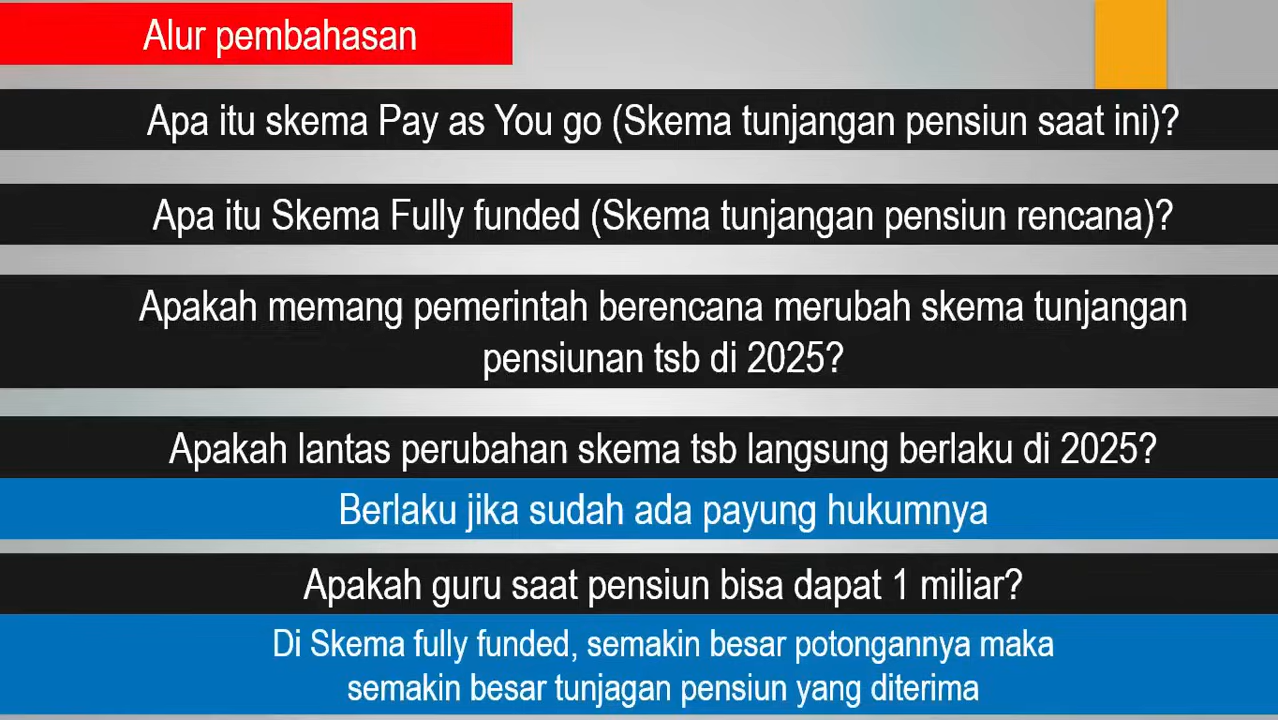 Alur pembahasan
Apa itu skema Pay as You go (Skema tunjangan pensiun saat ini)?
Apa itu Skema Fully funded (Skema tunjangan pensiun rencana)?
Apakah memang pemerintah berencana merubah skema tunjangan
pensiunan tsb di 2025?
Apakah lantas perubahan skema tsb langsung berlaku di 2025?
Berlaku jika sudah ada payung hukumnya
Apakah guru saat pensiun bisa dapat 1 miliar?
Di Skema fully funded, semakin besar potongannya maka
semakin besar tunjagan pensiun yang diterima